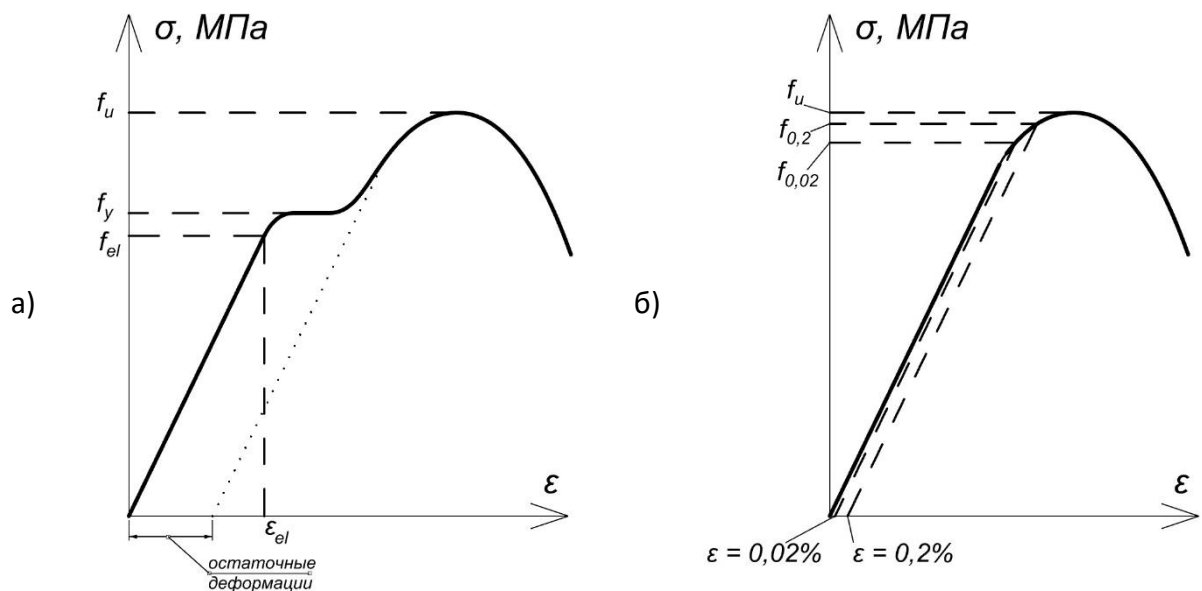 σ, МПа
f_u
f_y
f_el
ε
ε_el
остаточные
деформации
а)
σ, МПа
f_u
f_0,2
f_0,02
ε = 0,02%
ε = 0,2%
б)